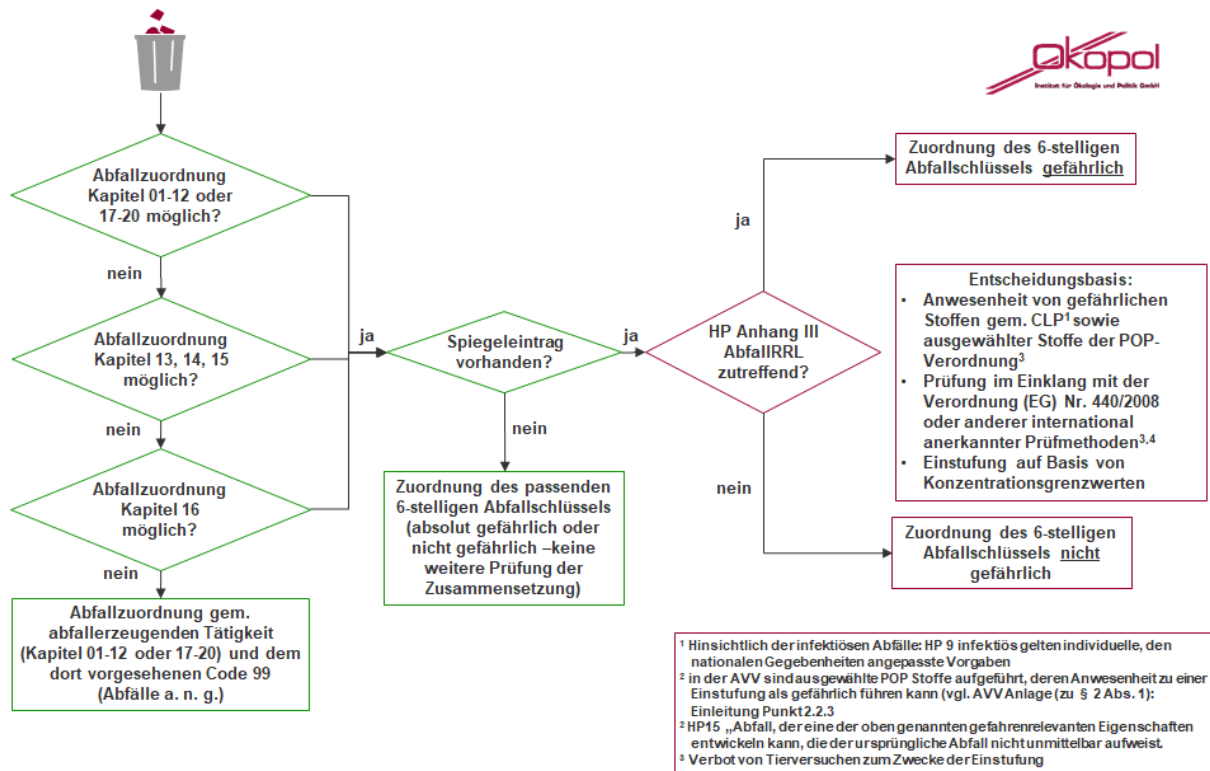 Ökopol
Institut für Ökologie und Politik GmbH
Abfallzuordnung
Kapitel 01-12 oder
17-20 möglich?
nein
Abfallzuordnung
Kapitel 13, 14, 15
möglich?
nein
Abfallzuordnung
Kapitel 16
möglich?
nein
Abfallzuordnung gem.
abfallerzeugenden Tätigkeit
(Kapitel 01-12 oder 17-20) und dem
dort vorgesehenen Code 99
(Abfälle a. n. g.)
ja
Spiegeleintrag
vorhanden?
nein
Zuordnung des passenden
6-stelligen Abfallschlüssels
(absolut gefährlich oder
nicht gefährlich –keine
weitere Prüfung der
Zusammensetzung)
ja
HP Anhang III
AbfallRRL
zutreffend?
ja
Zuordnung des 6-stelligen
Abfallschlüssels gefährlich
Entscheidungsbasis:
• Anwesenheit von gefährlichen
Stoffen gem. CLP¹ sowie
ausgewählter Stoffe der POP-
Verordnung³
• Prüfung im Einklang mit der
Verordnung (EG) Nr. 440/2008
oder anderer international
anerkannter Prüfmethoden³,⁴
• Einstufung auf Basis von
Konzentrationsgrenzwerten
nein
Zuordnung des 6-stelligen
Abfallschlüssels nicht
gefährlich
¹ Hinsichtlich der infektiösen Abfälle: HP 9 infektiös gelten individuelle, den
nationalen Gegebenheiten angepasste Vorgaben
² in der AVV sind ausgewählte POP Stoffe aufgeführt, deren Anwesenheit zu einer
Einstufung als gefährlich führen kann (vgl. AVV Anlage (zu § 2 Abs. 1):
Einleitung Punkt 2.2.3
² HP15 „Abfall, der eine der oben genannten gefahrenrelevanten Eigenschaften
entwickeln kann, die der ursprüngliche Abfall nicht unmittelbar aufweist.
³ Verbot von Tierversuchen zum Zwecke der Einstufung